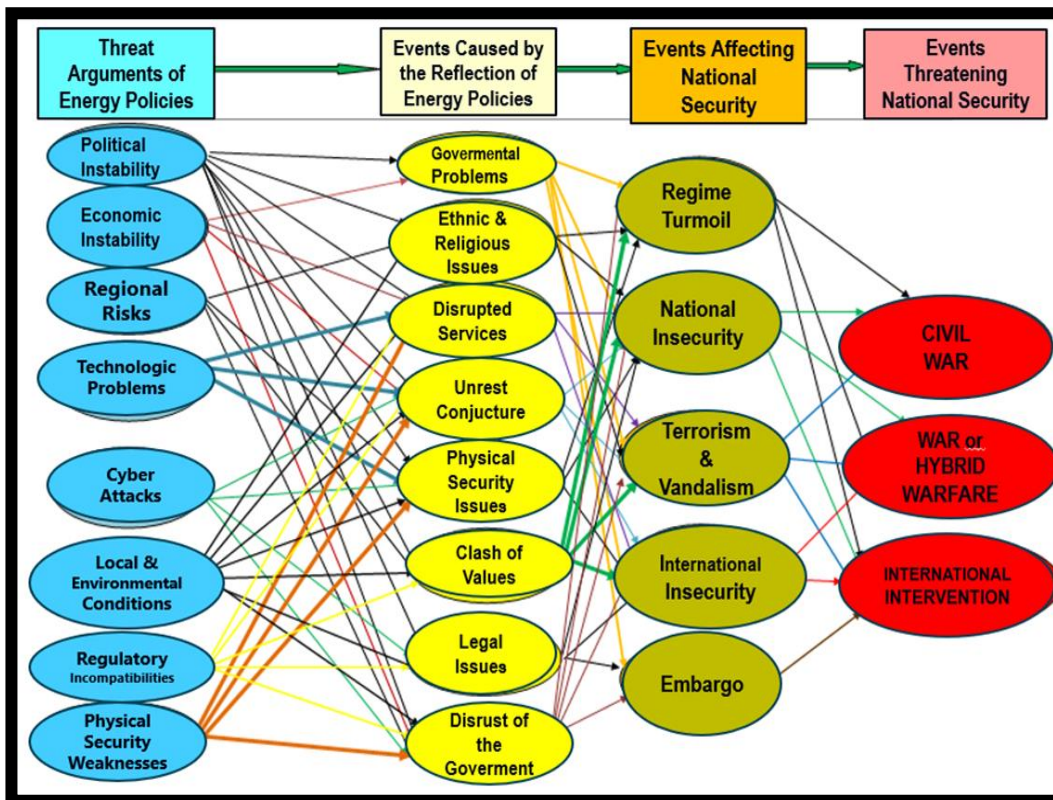 Threat
Arguments of
Energy Policies
Events Caused by
the Reflection of
Energy Policies
Events Affecting
National
Security
Events
Threatening
National Security
Political
Instability
Economic
Instability
Regional
Risks
Technologic
Problems
Cyber
Attacks
Local &
Environmental
Conditions
Regulatory
Incompatibilities
Physical
Security
Weaknesses
Govermental
Problems
Ethnic &
Religious
Issues
Disrupted
Services
Unrest
Conjucture
Physical
Security
Issues
Clash of
Values
Legal
Issues
Disrust of
the
Goverment
Regime
Turmoil
National
Insecurity
Terrorism
&
Vandalism
International
Insecurity
Embargo
CIVIL
WAR
WAR or
HYBRID
WARFARE
INTERNATIONAL
INTERVENTION